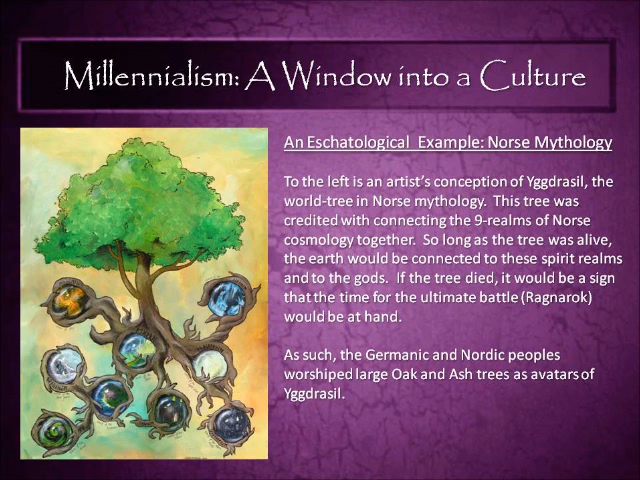 Millennialism: A Window into a Culture
An Eschatological Example: Norse Mythology
To the left is an artist's conception of Yggdrasil, the
world-tree in Norse mythology. This tree was
credited with connecting the 9-realms of Norse
cosmology together. So long as the tree was alive,
the earth would be connected to these spirit realms
and to the gods. If the tree died, it would be a sign
that the time for the ultimate battle (Ragnarok)
would be at hand.
As such, the Germanic and Nordic peoples
worshiped large Oak and Ash trees as avatars of
Yggdrasil.